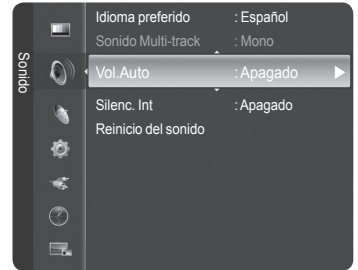 Sonido
Idioma preferido : Español
Sonido Multi-track : Mono
Vol.Auto : Apagado
Silenc. Int : Apagado
Reinicio del sonido